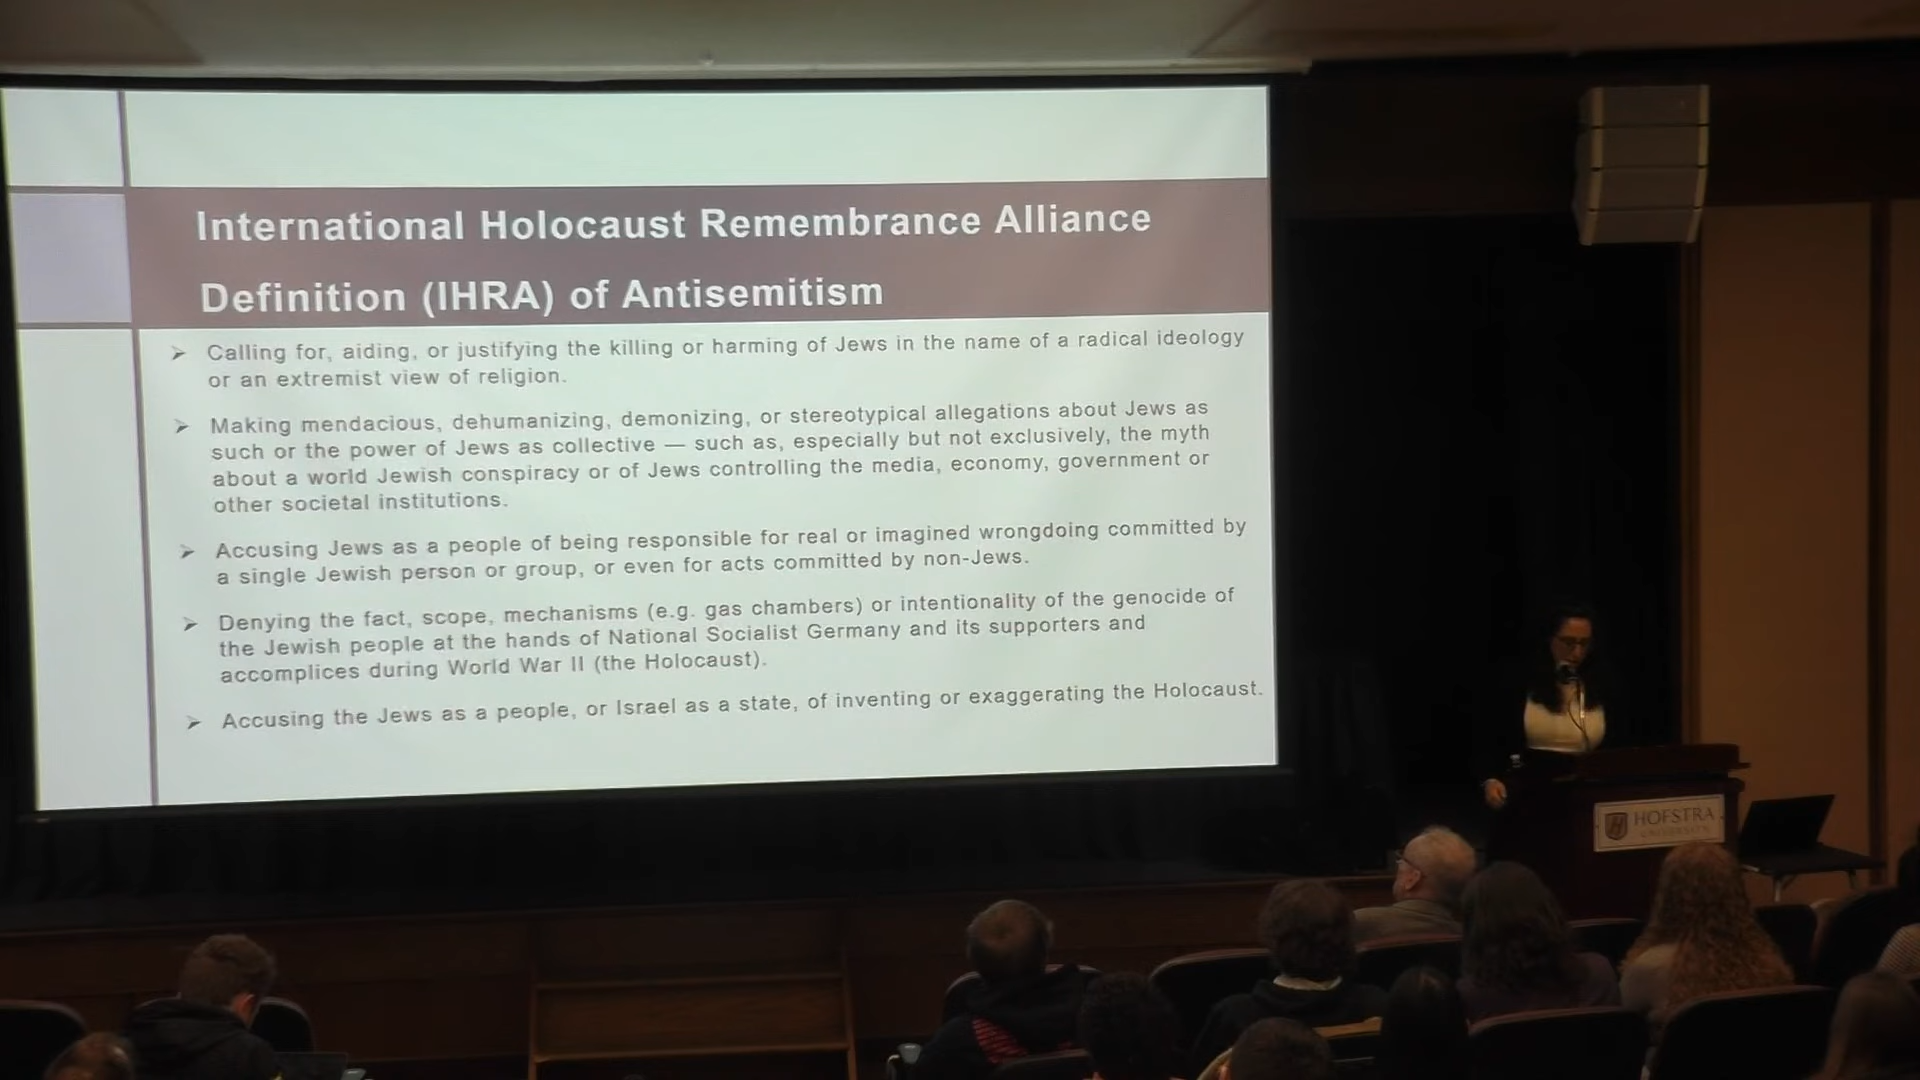 International Holocaust Remembrance Alliance
Definition (IHRA) of Antisemitism
➢ Calling for, aiding, or justifying the killing or harming of Jews in the name of a radical ideology
or an extremist view of religion.
➢ Making mendacious, dehumanizing, demonizing, or stereotypical allegations about Jews as
such or the power of Jews as collective — such as, especially but not exclusively, the myth
about a world Jewish conspiracy or of Jews controlling the media, economy, government or
other societal institutions.
➢ Accusing Jews as a people of being responsible for real or imagined wrongdoing committed by
a single Jewish person or group, or even for acts committed by non-Jews.
➢ Denying the fact, scope, mechanisms (e.g. gas chambers) or intentionality of the genocide of
the Jewish people at the hands of National Socialist Germany and its supporters and
accomplices during World War II (the Holocaust).
➢ Accusing the Jews as a people, or Israel as a state, of inventing or exaggerating the Holocaust.
HOFSTRA
UNIVERSITY